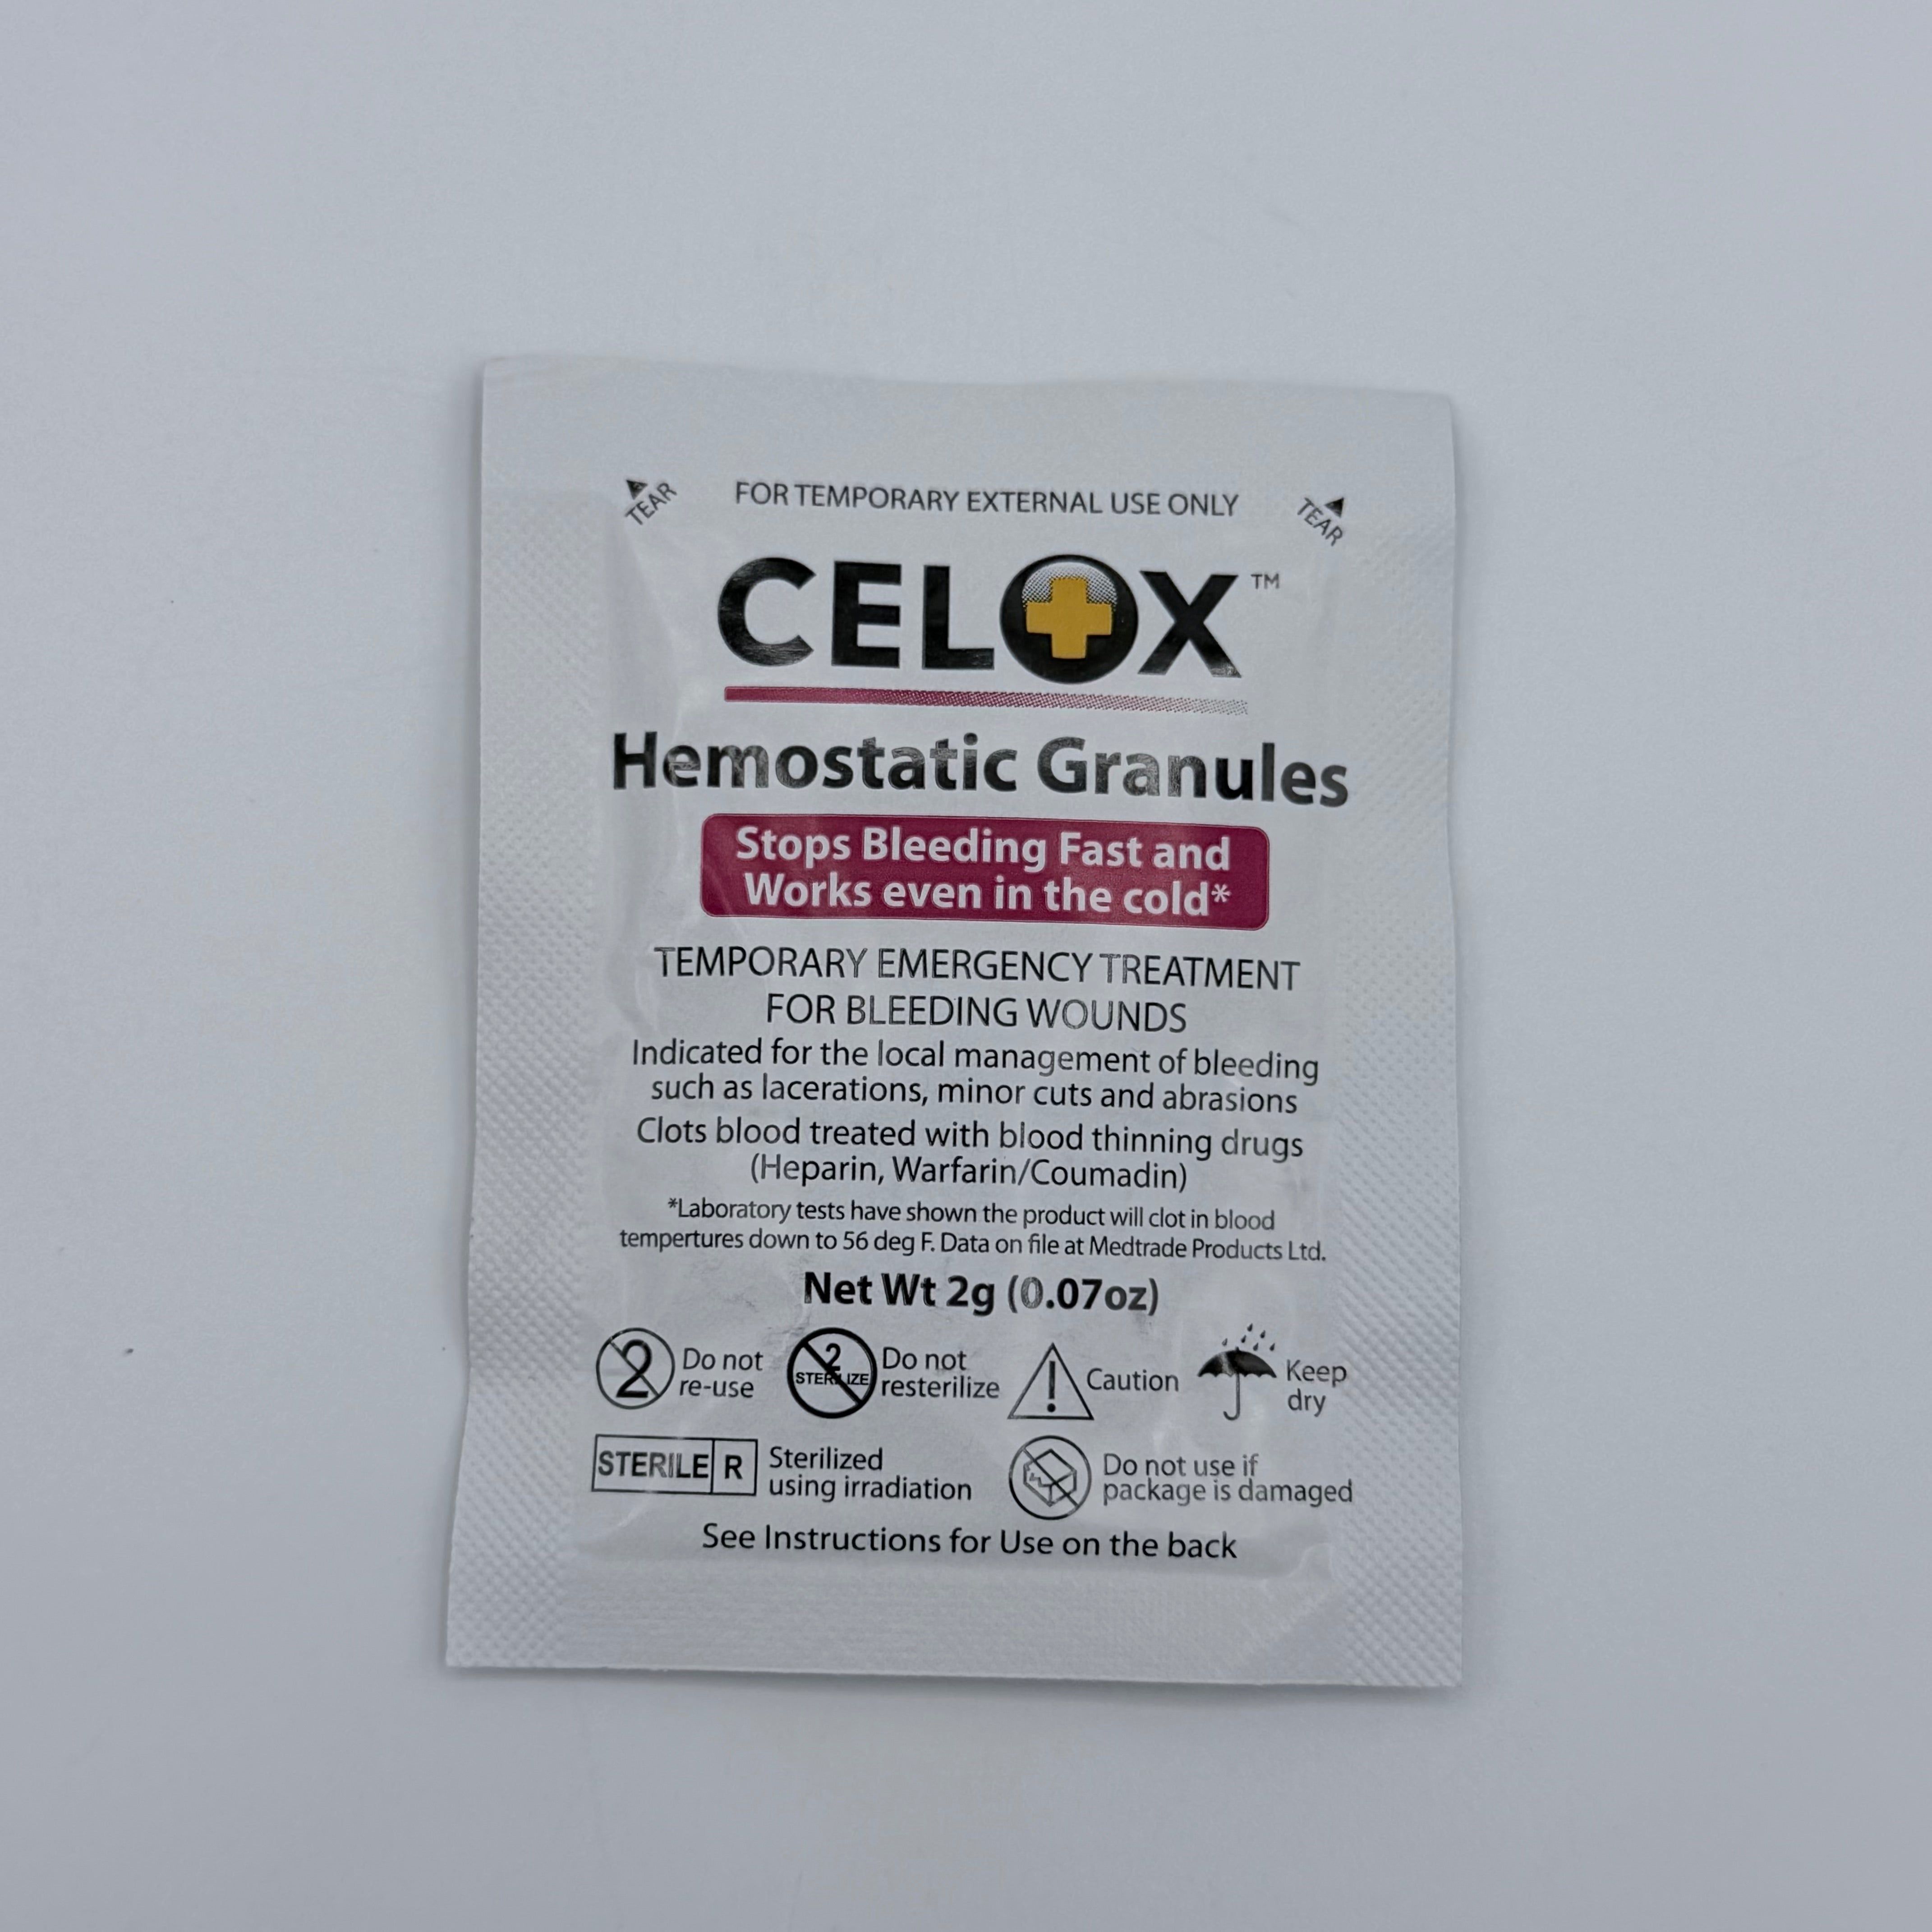 TEAR
FOR TEMPORARY EXTERNAL USE ONLY
TEAR
CELOX™
Hemostatic Granules
Stops Bleeding Fast and
Works even in the cold*
TEMPORARY EMERGENCY TREATMENT
FOR BLEEDING WOUNDS
Indicated for the local management of bleeding
such as lacerations, minor cuts and abrasions
Clots blood treated with blood thinning drugs
(Heparin, Warfarin/Coumadin)
*Laboratory tests have shown the product will clot in blood
tempertures down to 56 deg F. Data on file at Medtrade Products Ltd.
Net Wt 2g (0.07oz)
2
Do not
re-use
2
STERILIZE
Do not
resterilize
!
Caution
Keep
dry
STERILE R
Sterilized
using irradiation
Do not use if
package is damaged
See Instructions for Use on the back